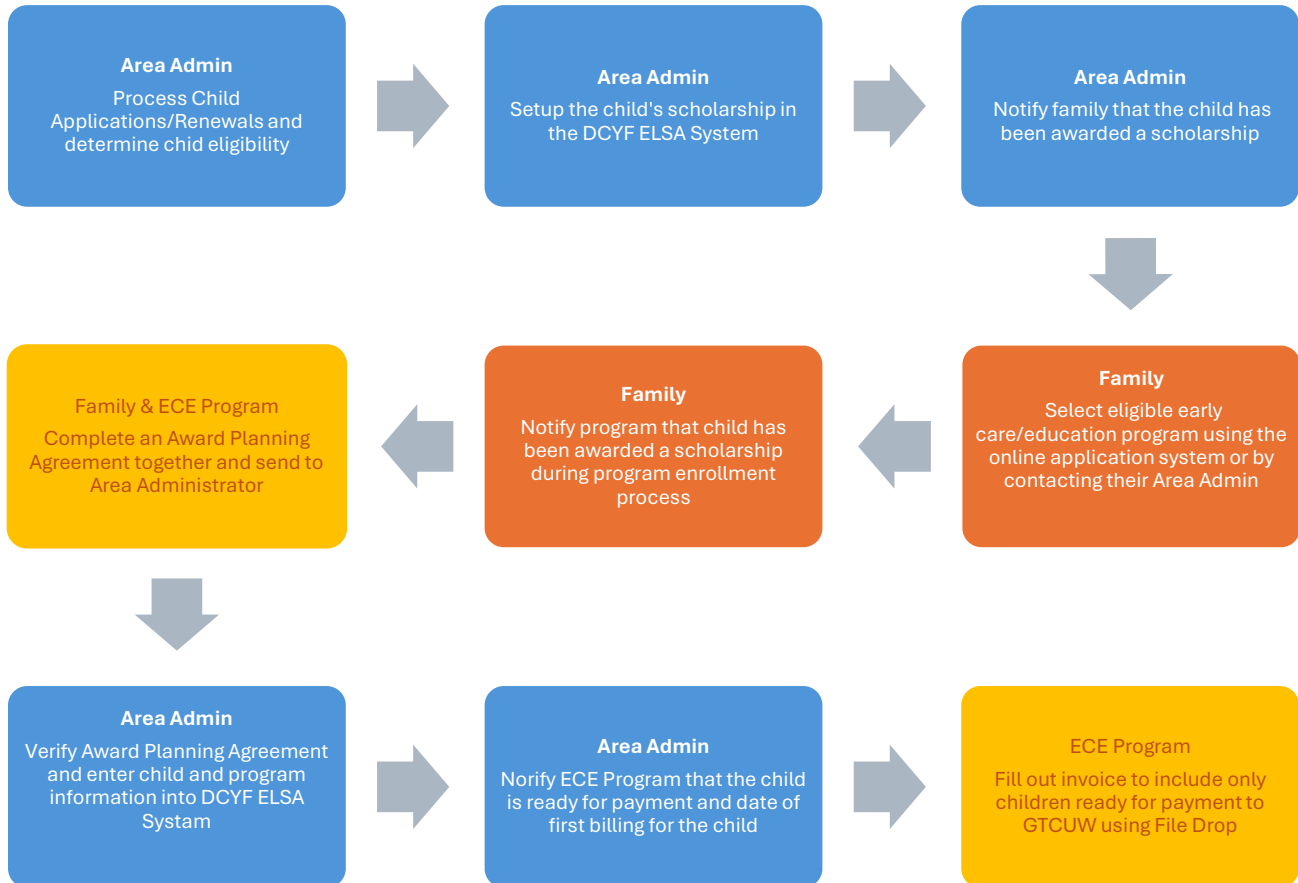 Area Admin
Process Child
Applications/Renewals and
determine chid eligibility
Area Admin
Setup the child's scholarship in
the DCYF ELSA System
Area Admin
Notify family that the child has
been awarded a scholarship
Family & ECE Program
Complete an Award Planning
Agreement together and send to
Area Administrator
Family
Notify program that child has
been awarded a scholarship
during program enrollment
process
Family
Select eligible early
care/education program using the
online application system or by
contacting their Area Admin
Area Admin
Verify Award Planning Agreement
and enter child and program
information into DCYF ELSA
Systam
Area Admin
Norify ECE Program that the child
is ready for payment and date of
first billing for the child
ECE Program
Fill out invoice to include only
children ready for payment to
GTCUW using File Drop